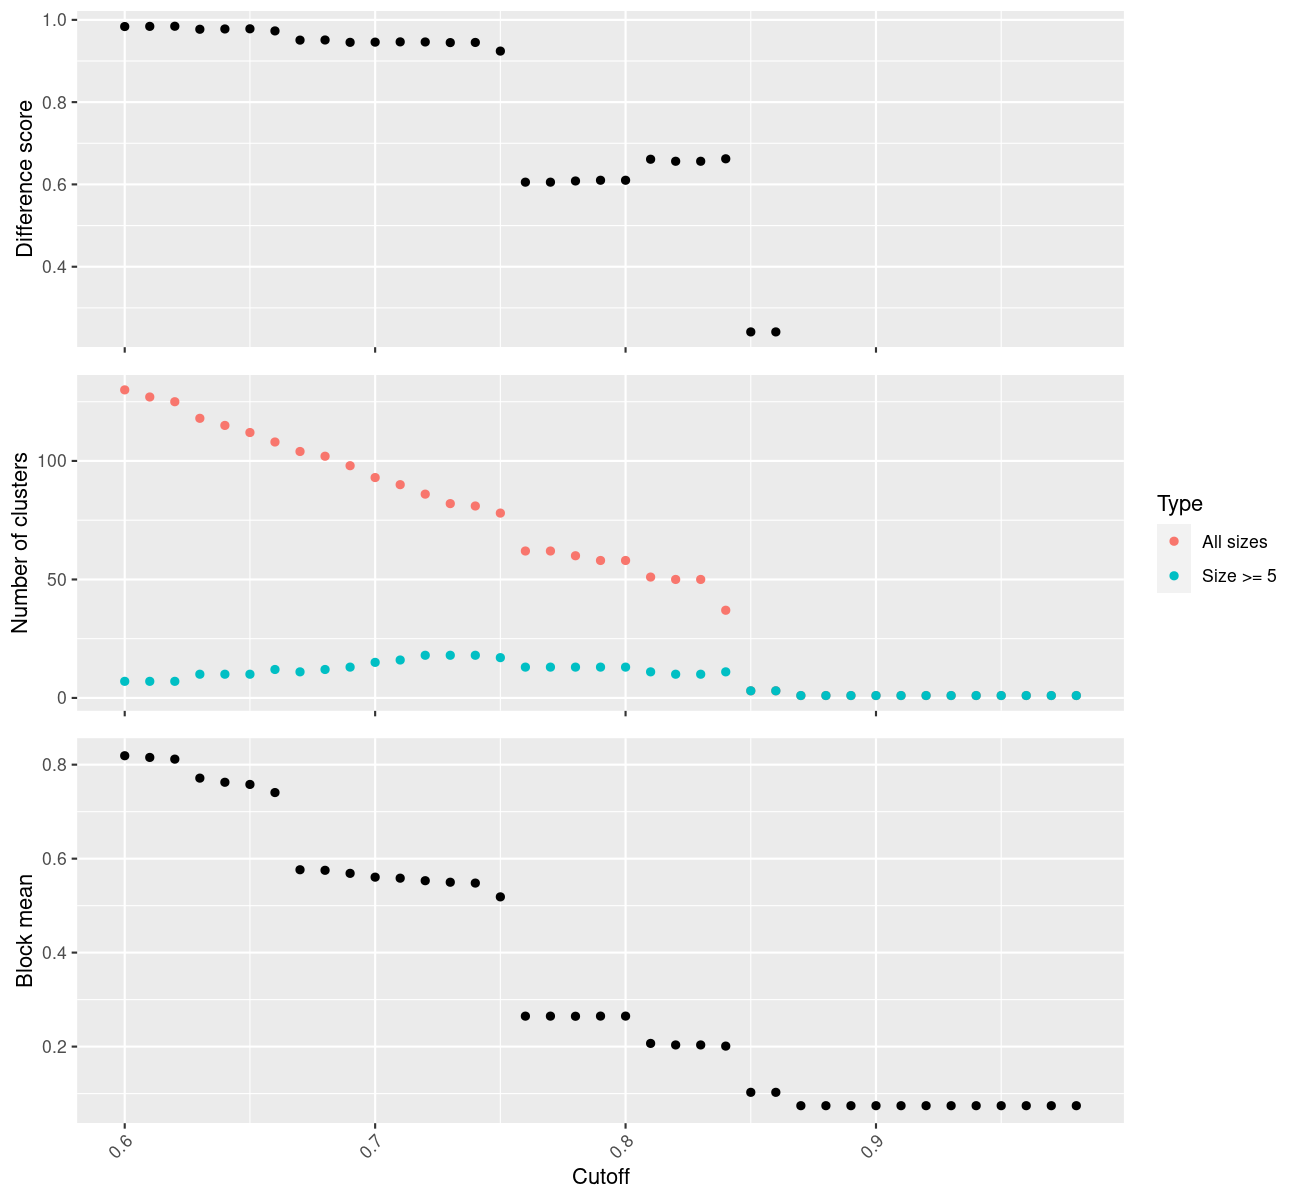 Difference score
1.0
0.8
0.6
0.4
Number of clusters
100
50
0
Type
All sizes
Size >= 5
Block mean
0.8
0.6
0.4
0.2
0.6
0.7
0.8
0.9
Cutoff